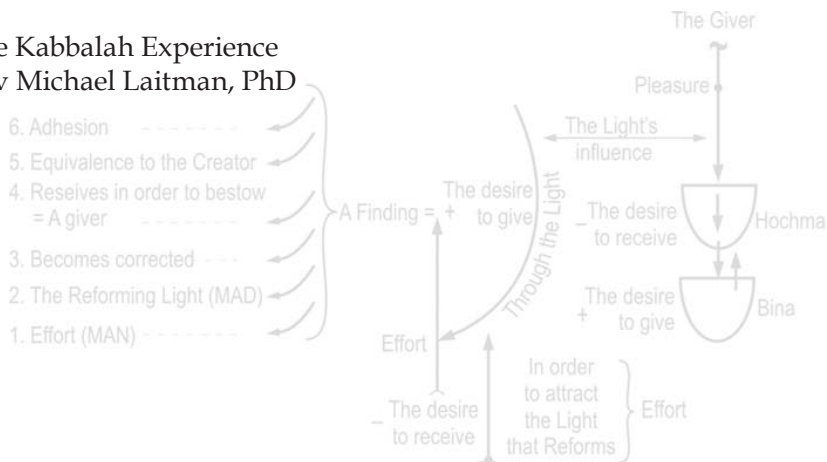 e Kabbalah Experience
v Michael Laitman, PhD
The Giver
Pleasure
6. Adhesion
5. Equivalence to the Creator
4. Reseives in order to bestow
= A giver
3. Becomes corrected
2. The Reforming Light (MAD)
1. Effort (MAN)
A Finding = +
The desire
to give
Through the Light
The Light's
influence
– The desire
to receive
Hochma
+ The desire
to give
Bina
Effort
– The desire
to receive
In order
to attract
the Light
that Reforms
Effort